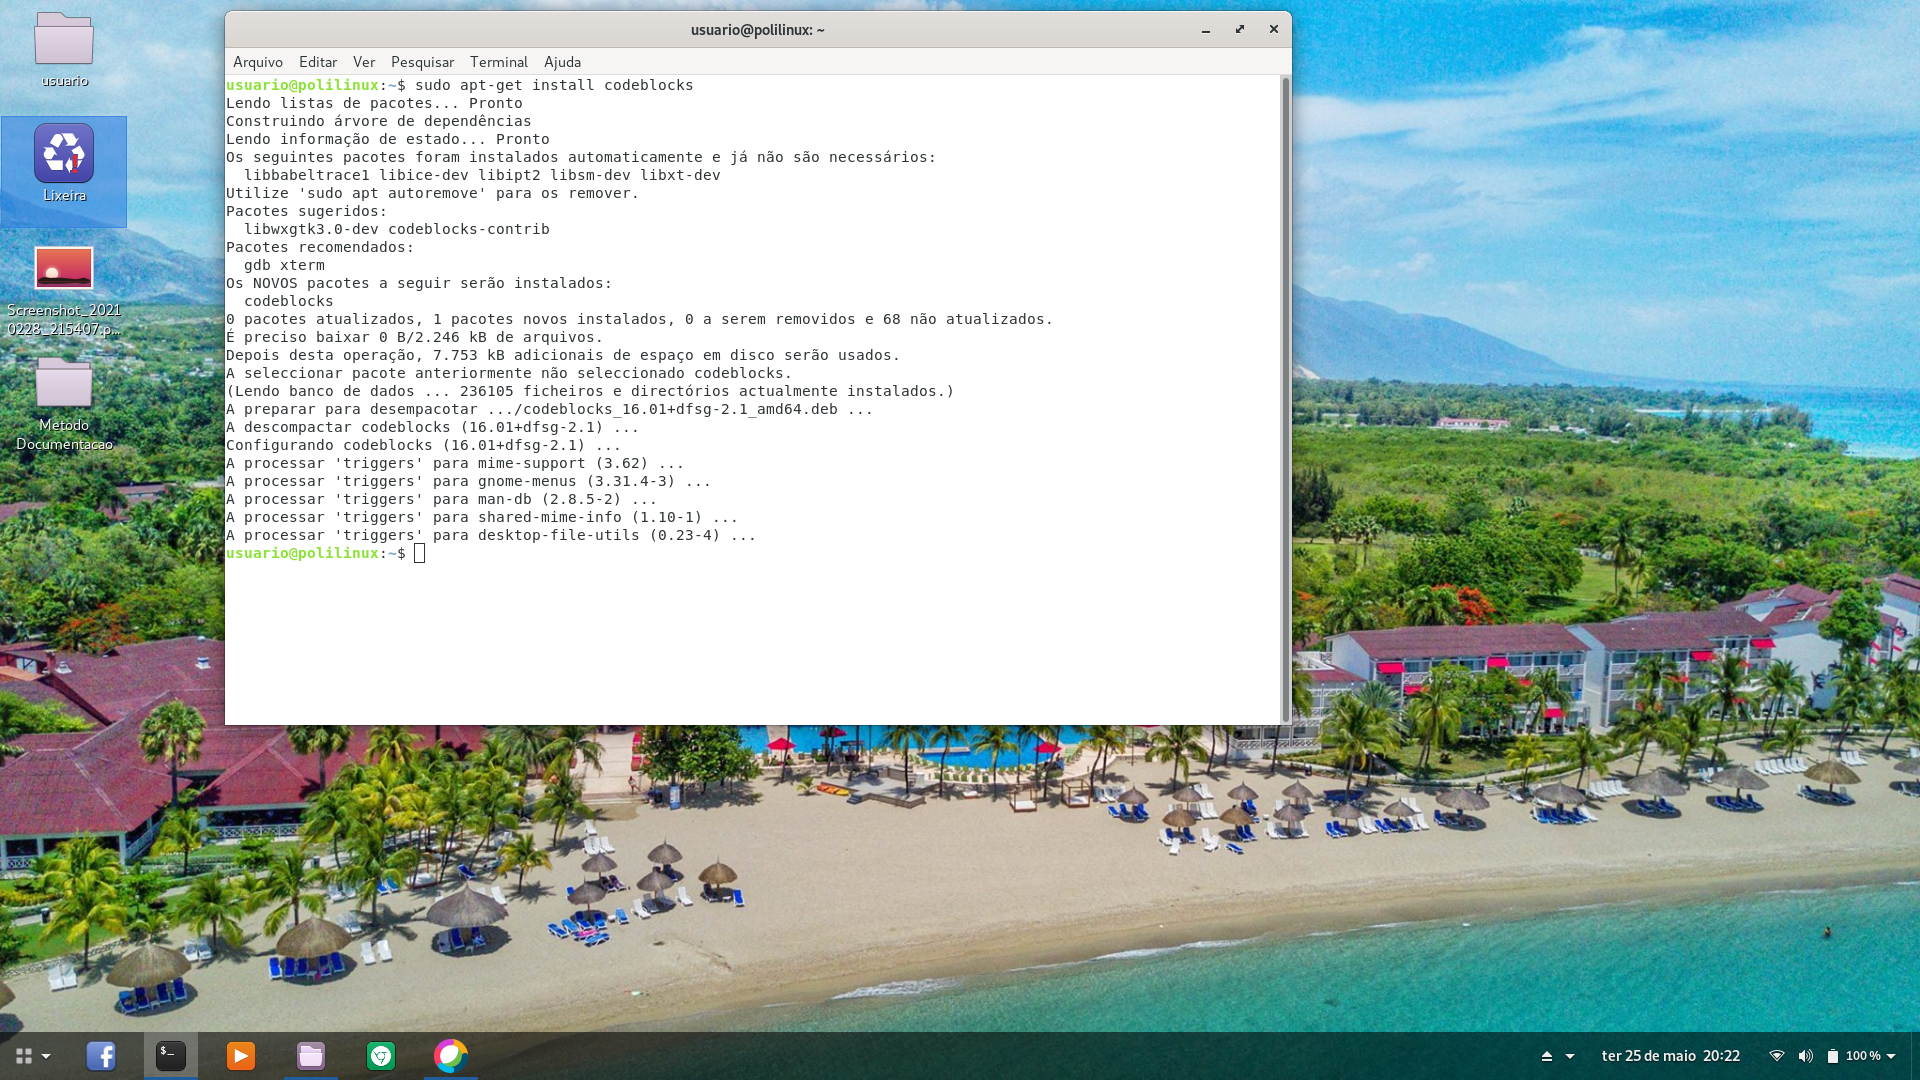 usuario
Lixeira
Screenshot_2021
0228_215407.p...
Metodo
Documentacao
usuario@polilinux: ~
Arquivo Editar Ver Pesquisar Terminal Ajuda
usuario@polilinux:~$ sudo apt-get install codeblocks
Lendo listas de pacotes... Pronto
Construindo árvore de dependências
Lendo informação de estado... Pronto
Os seguintes pacotes foram instalados automaticamente e já não são necessários:
  libbabeltrace1 libice-dev libipt2 libsm-dev libxt-dev
Utilize 'sudo apt autoremove' para os remover.
Pacotes sugeridos:
  libwxgtk3.0-dev codeblocks-contrib
Pacotes recomendados:
  gdb xterm
Os NOVOS pacotes a seguir serão instalados:
  codeblocks
0 pacotes atualizados, 1 pacotes novos instalados, 0 a serem removidos e 68 não atualizados.
É preciso baixar 0 B/2.246 kB de arquivos.
Depois desta operação, 7.753 kB adicionais de espaço em disco serão usados.
A seleccionar pacote anteriormente não seleccionado codeblocks.
(Lendo banco de dados ... 236105 ficheiros e directórios actualmente instalados.)
A preparar para desempacotar .../codeblocks_16.01+dfsg-2.1_amd64.deb ...
A descompactar codeblocks (16.01+dfsg-2.1) ...
Configurando codeblocks (16.01+dfsg-2.1) ...
A processar 'triggers' para mime-support (3.62) ...
A processar 'triggers' para gnome-menus (3.31.4-3) ...
A processar 'triggers' para man-db (2.8.5-2) ...
A processar 'triggers' para shared-mime-info (1.10-1) ...
A processar 'triggers' para desktop-file-utils (0.23-4) ...
usuario@polilinux:~$
ter 25 de maio 20:22
100 %